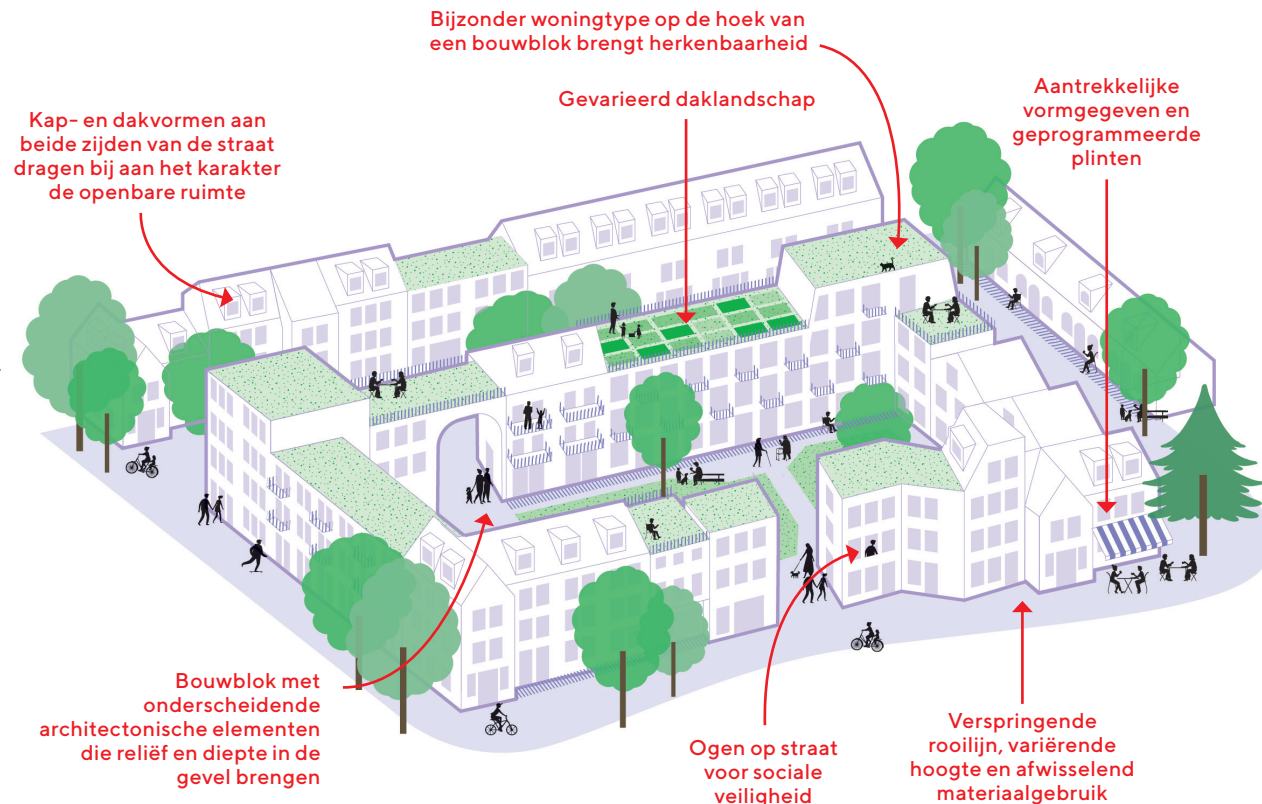 Bijzonder woningtype op de hoek van
een bouwblok brengt herkenbaarheid
Kap- en dakvormen aan
beide zijden van de straat
dragen bij aan het karakter
de openbare ruimte
Gevarieerd daklandschap
Aantrekkelijke
vormgegeven en
geprogrammeerde
plinten
Bouwblok met
onderscheidende
architectonische elementen
die reliëf en diepte in de
gevel brengen
Ogen op straat
voor sociale
veiligheid
Verspringende
rooilijn, variërende
hoogte en afwisselend
materiaalgebruik